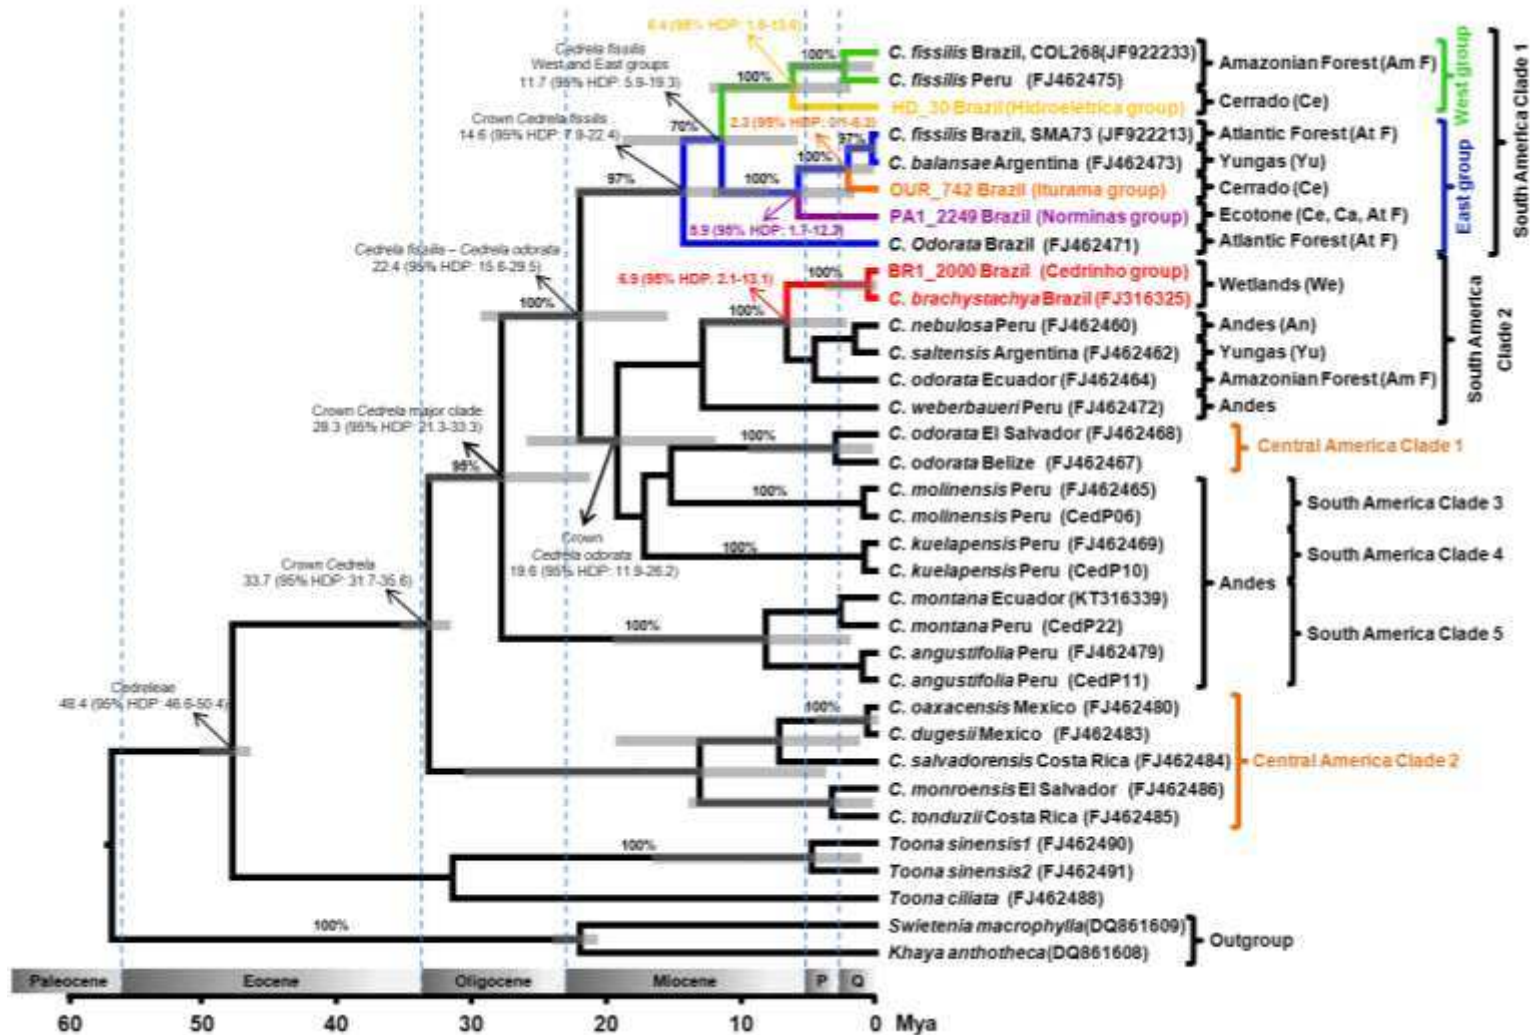 6.4 (95% HDP: 1.6-13.0)
Cedrela fissilis
West and East groups
11.7 (95% HDP: 5.9-19.3)
Crown Cedrela fissilis
14.6 (95% HDP: 7.9-22.4)
100%
100%
70%
2.3 (95% HDP: 0.1-6.3)
97%
100%
97%
100%
5.9 (95% HDP: 1.7-12.2)
Cedrela fissilis – Cedrela odorata
22.4 (95% HDP: 15.6-29.5)
6.9 (95% HDP: 2.1-13.1)
100%
100%
100%
Crown Cedrela major clade
28.3 (95% HDP: 21.3-33.3)
95%
100%
100%
100%
Crown
Cedrela odorata
19.6 (95% HDP: 11.9-26.2)
Crown Cedrela
33.7 (95% HDP: 31.7-35.6)
100%
Cedreleae
48.4 (95% HDP: 46.6-50.4)
100%
100%
100%
C. fissilis Brazil, COL268(JF922233)
C. fissilis Peru (FJ462475)
HD_30 Brazil (Hidroelétrica group)
C. fissilis Brazil, SMA73 (JF922213)
C. balansae Argentina (FJ462473)
OUR_742 Brazil (Iturama group)
PA1_2249 Brazil (Norminas group)
C. Odorata Brazil (FJ462471)
BR1_2000 Brazil (Cedrinho group)
C. brachystachya Brazil (FJ316325)
C. nebulosa Peru (FJ462460)
C. saltensis Argentina (FJ462462)
C. odorata Ecuador (FJ462464)
C. weberbaueri Peru (FJ462472)
C. odorata El Salvador (FJ462468)
C. odorata Belize (FJ462467)
C. molinensis Peru (FJ462465)
C. molinensis Peru (CedP06)
C. kuelapensis Peru (FJ462469)
C. kuelapensis Peru (CedP10)
C. montana Ecuador (KT316339)
C. montana Peru (CedP22)
C. angustifolia Peru (FJ462479)
C. angustifolia Peru (CedP11)
C. oaxacensis Mexico (FJ462480)
C. dugesii Mexico (FJ462483)
C. salvadorensis Costa Rica (FJ462484)
C. monroensis El Salvador (FJ462486)
C. tonduzii Costa Rica (FJ462485)
Toona sinensis1 (FJ462490)
Toona sinensis2 (FJ462491)
Toona ciliata (FJ462488)
Swietenia macrophylla(DQ861609)
Khaya anthotheca(DQ861608)
Amazonian Forest (Am F)
Cerrado (Ce)
Atlantic Forest (At F)
Yungas (Yu)
Cerrado (Ce)
Ecotone (Ce, Ca, At F)
Atlantic Forest (At F)
Wetlands (We)
Andes (An)
Yungas (Yu)
Amazonian Forest (Am F)
Andes
Central America Clade 1
Andes
South America Clade 3
South America Clade 4
South America Clade 5
Central America Clade 2
Outgroup
West group
East group
South America Clade 1
South America
Clade 2
Paleocene Eocene Oligocene Miocene P Q
60 50 40 30 20 10 0 Mya